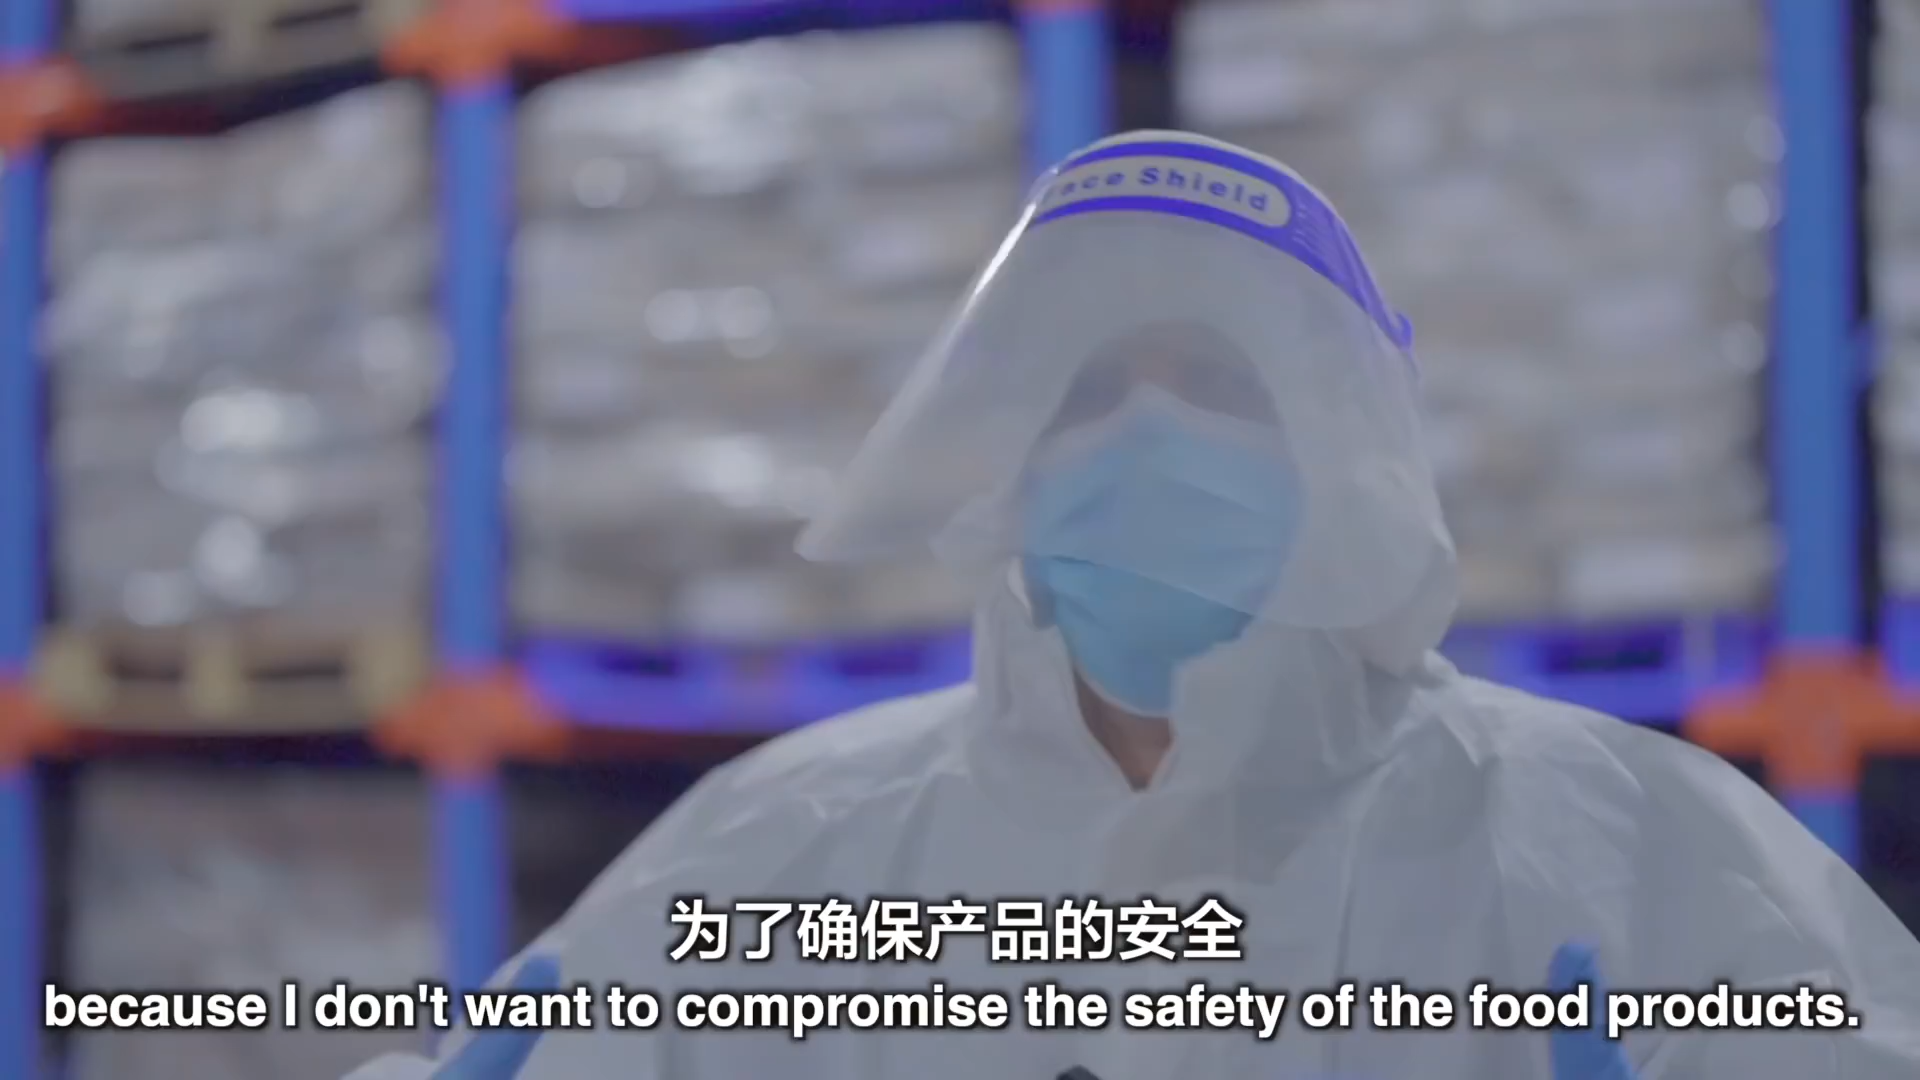 Face Shield
为了确保产品的安全
because I don't want to compromise the safety of the food products.